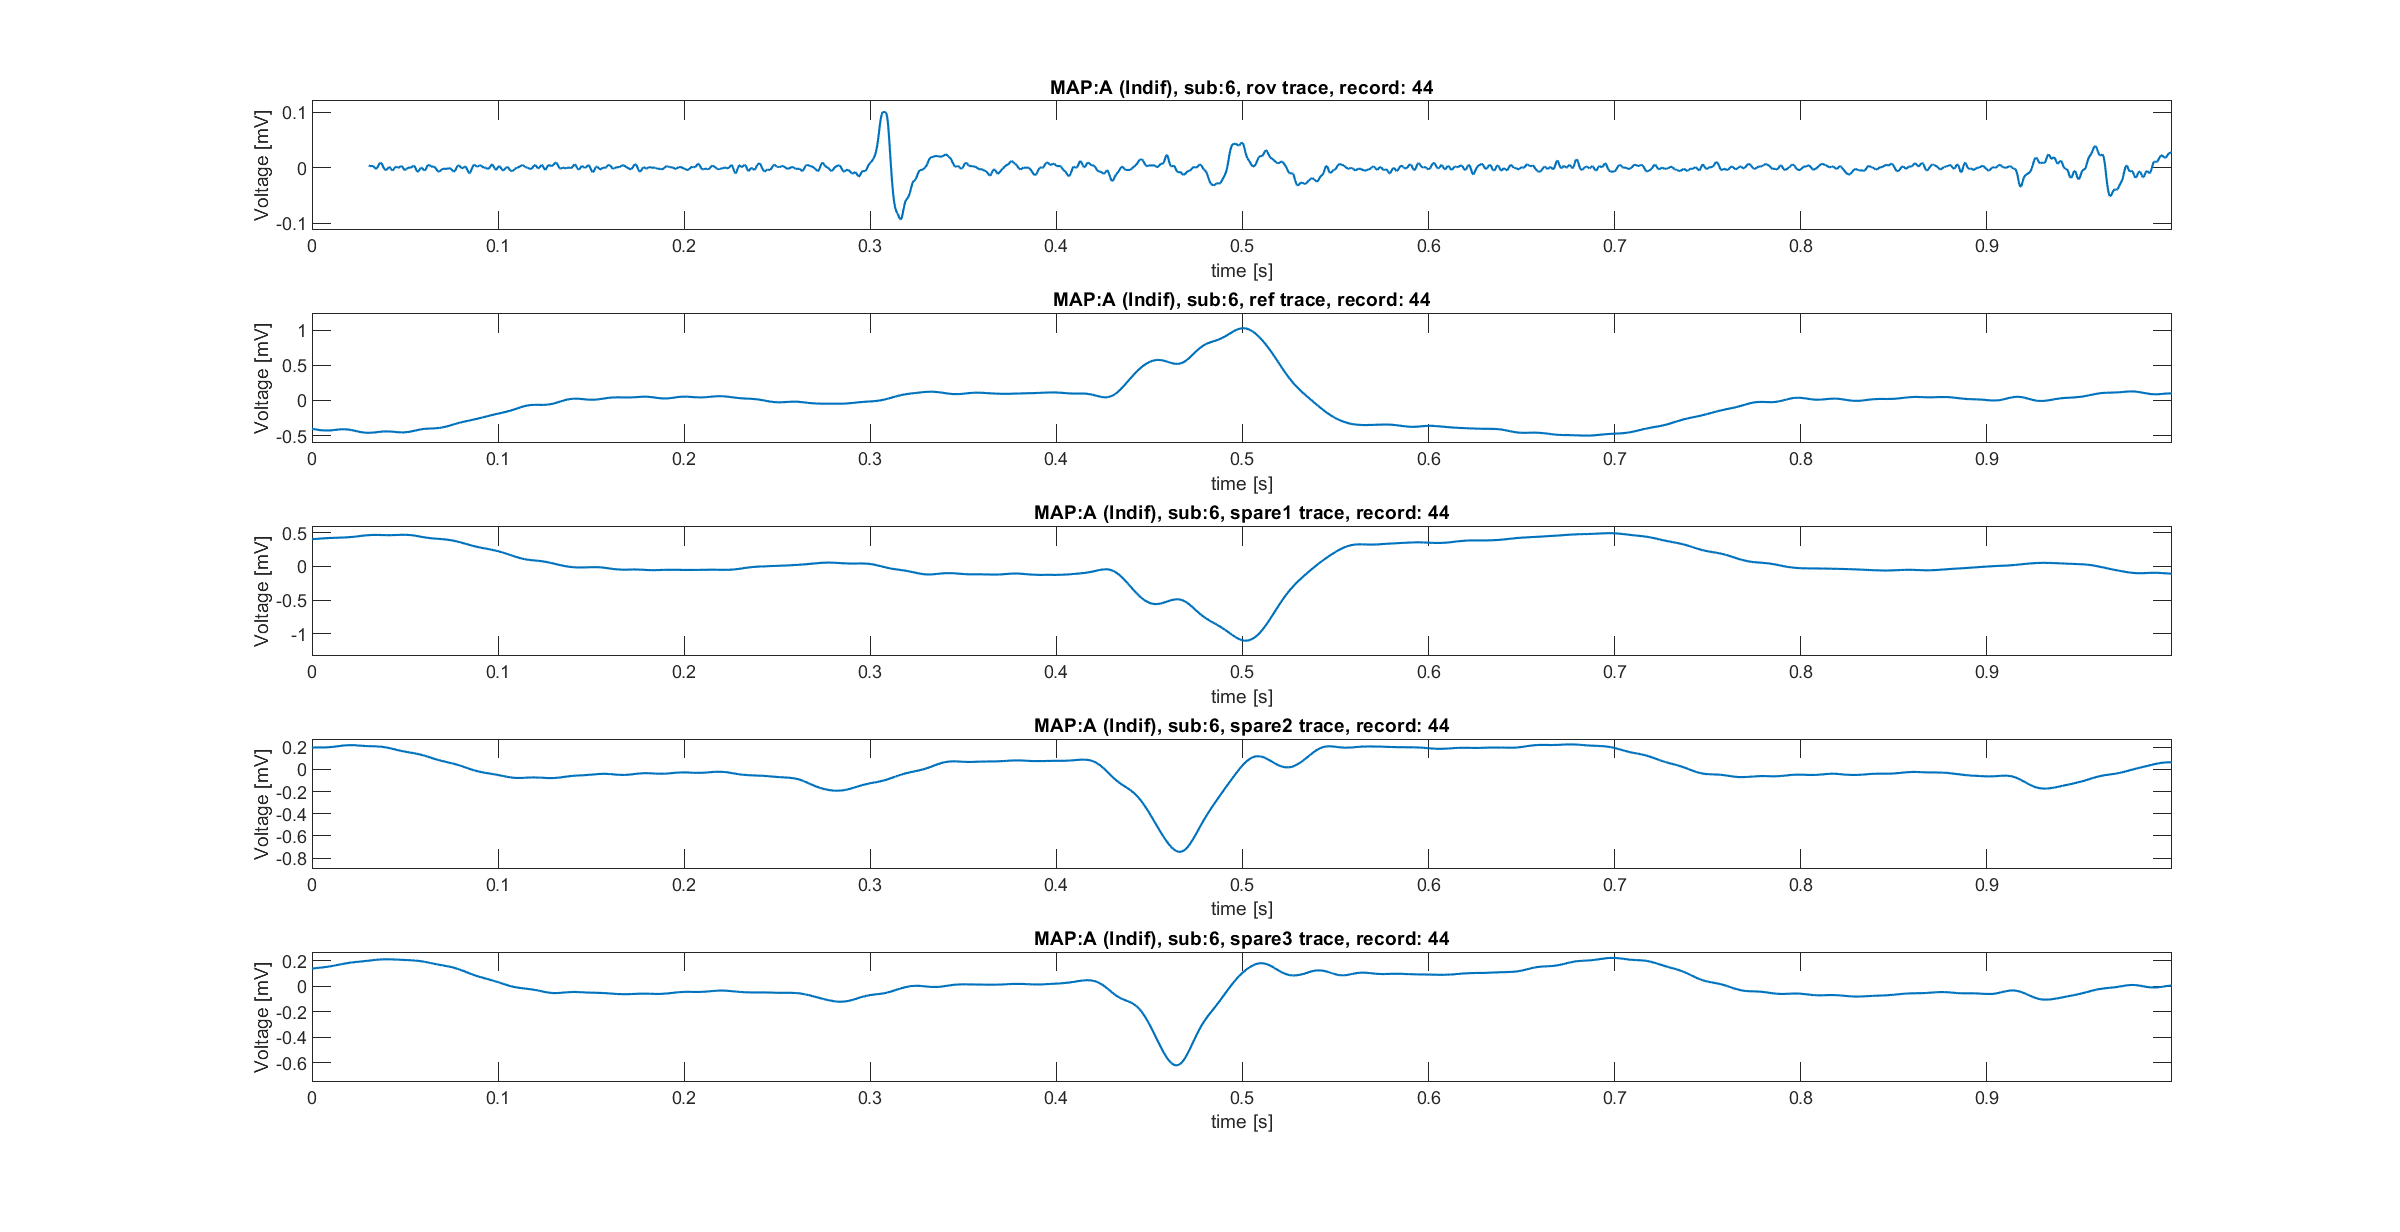 MAP:A (Indif), sub:6, rov trace, record: 44
Voltage [mV]
0.1
0
-0.1
0 0.1 0.2 0.3 0.4 0.5 0.6 0.7 0.8 0.9
time [s]
MAP:A (Indif), sub:6, ref trace, record: 44
Voltage [mV]
1
0.5
0
-0.5
0 0.1 0.2 0.3 0.4 0.5 0.6 0.7 0.8 0.9
time [s]
MAP:A (Indif), sub:6, spare1 trace, record: 44
Voltage [mV]
0.5
0
-0.5
-1
0 0.1 0.2 0.3 0.4 0.5 0.6 0.7 0.8 0.9
time [s]
MAP:A (Indif), sub:6, spare2 trace, record: 44
Voltage [mV]
0.2
0
-0.2
-0.4
-0.6
-0.8
0 0.1 0.2 0.3 0.4 0.5 0.6 0.7 0.8 0.9
time [s]
MAP:A (Indif), sub:6, spare3 trace, record: 44
Voltage [mV]
0.2
0
-0.2
-0.4
-0.6
0 0.1 0.2 0.3 0.4 0.5 0.6 0.7 0.8 0.9
time [s]